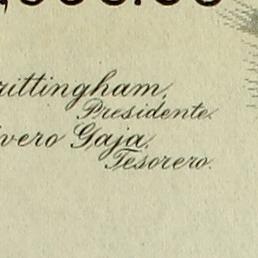 rittingham,
Presidente.
vero Gaja,
Tesorero.